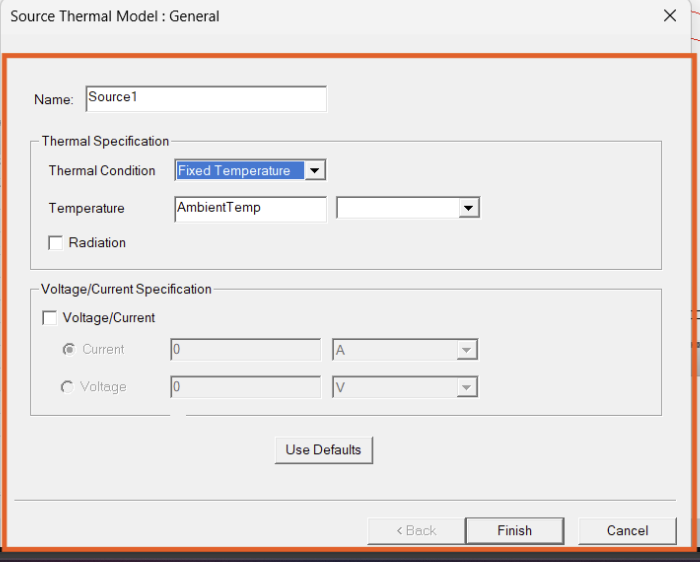 Source Thermal Model : General
Name: Source1
Thermal Specification
Thermal Condition Fixed Temperature
Temperature AmbientTemp
Radiation
Voltage/Current Specification
Voltage/Current
Current 0 A
Voltage 0 V
Use Defaults
< Back Finish Cancel